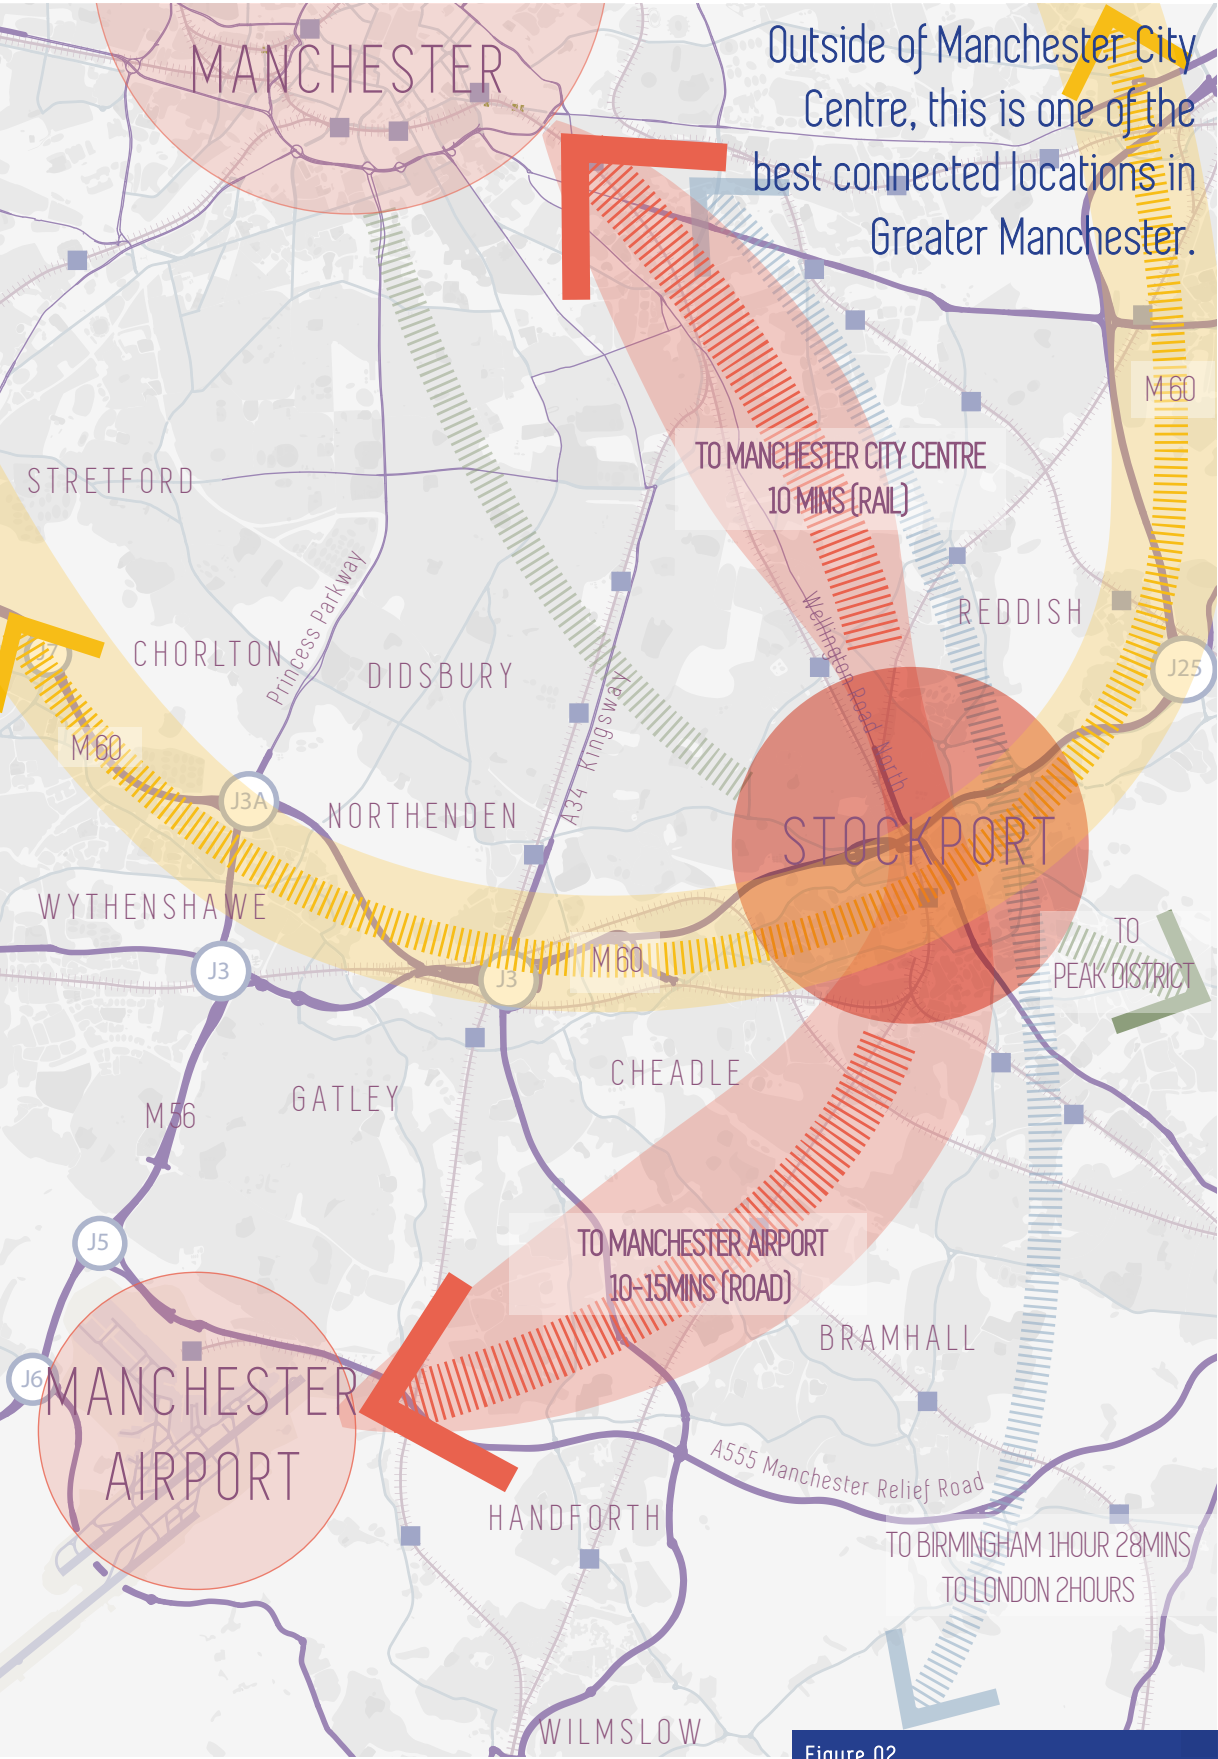 Outside of Manchester City
Centre, this is one of the
best connected locations in
Greater Manchester.
MANCHESTER
M60
STRETFORD
TO MANCHESTER CITY CENTRE
10 MINS (RAIL)
Princess Parkway
Wellington Road North
REDDISH
J7
CHORLTON
DIDSBURY
J25
M60
A34 Kingsway
J3A
NORTHENDEN
STOCKPORT
WYTHENSHAWE
TO
PEAK DISTRICT
J3
J3
M60
CHEADLE
GATLEY
M56
J5
TO MANCHESTER AIRPORT
10-15MINS (ROAD)
BRAMHALL
J6
MANCHESTER
AIRPORT
A555 Manchester Relief Road
HANDFORTH
TO BIRMINGHAM 1HOUR 28MINS
TO LONDON 2HOURS
WILMSLOW
Figure 02